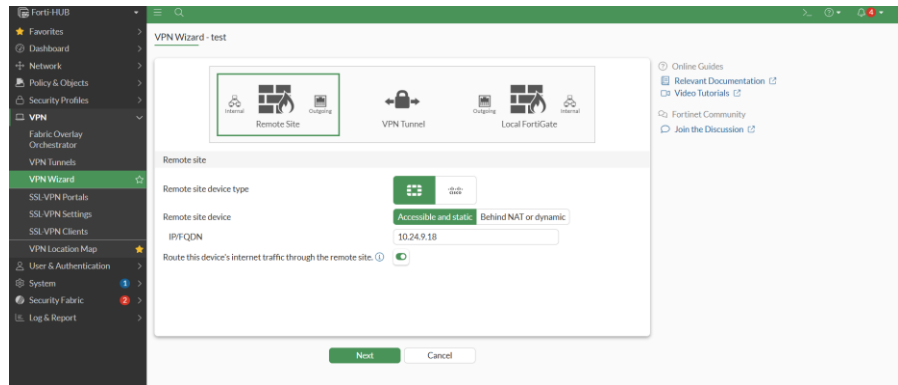 Forti-HUB
Favorites
Dashboard
Network
Policy & Objects
Security Profiles
VPN
Fabric Overlay
Orchestrator
VPN Tunnels
VPN Wizard
SSL-VPN Portals
SSL-VPN Settings
SSL-VPN Clients
VPN Location Map
User & Authentication
System 1
Security Fabric 2
Log & Report
>_ 4
VPN Wizard - test
Internal Outgoing
Remote Site
VPN Tunnel
Outgoing Internal
Local FortiGate
Remote site
Remote site device type
CISCO
Remote site device Accessible and static Behind NAT or dynamic
IP/FQDN 10.24.9.18
Route this device's internet traffic through the remote site.
Next Cancel
Online Guides
Relevant Documentation
Video Tutorials
Fortinet Community
Join the Discussion